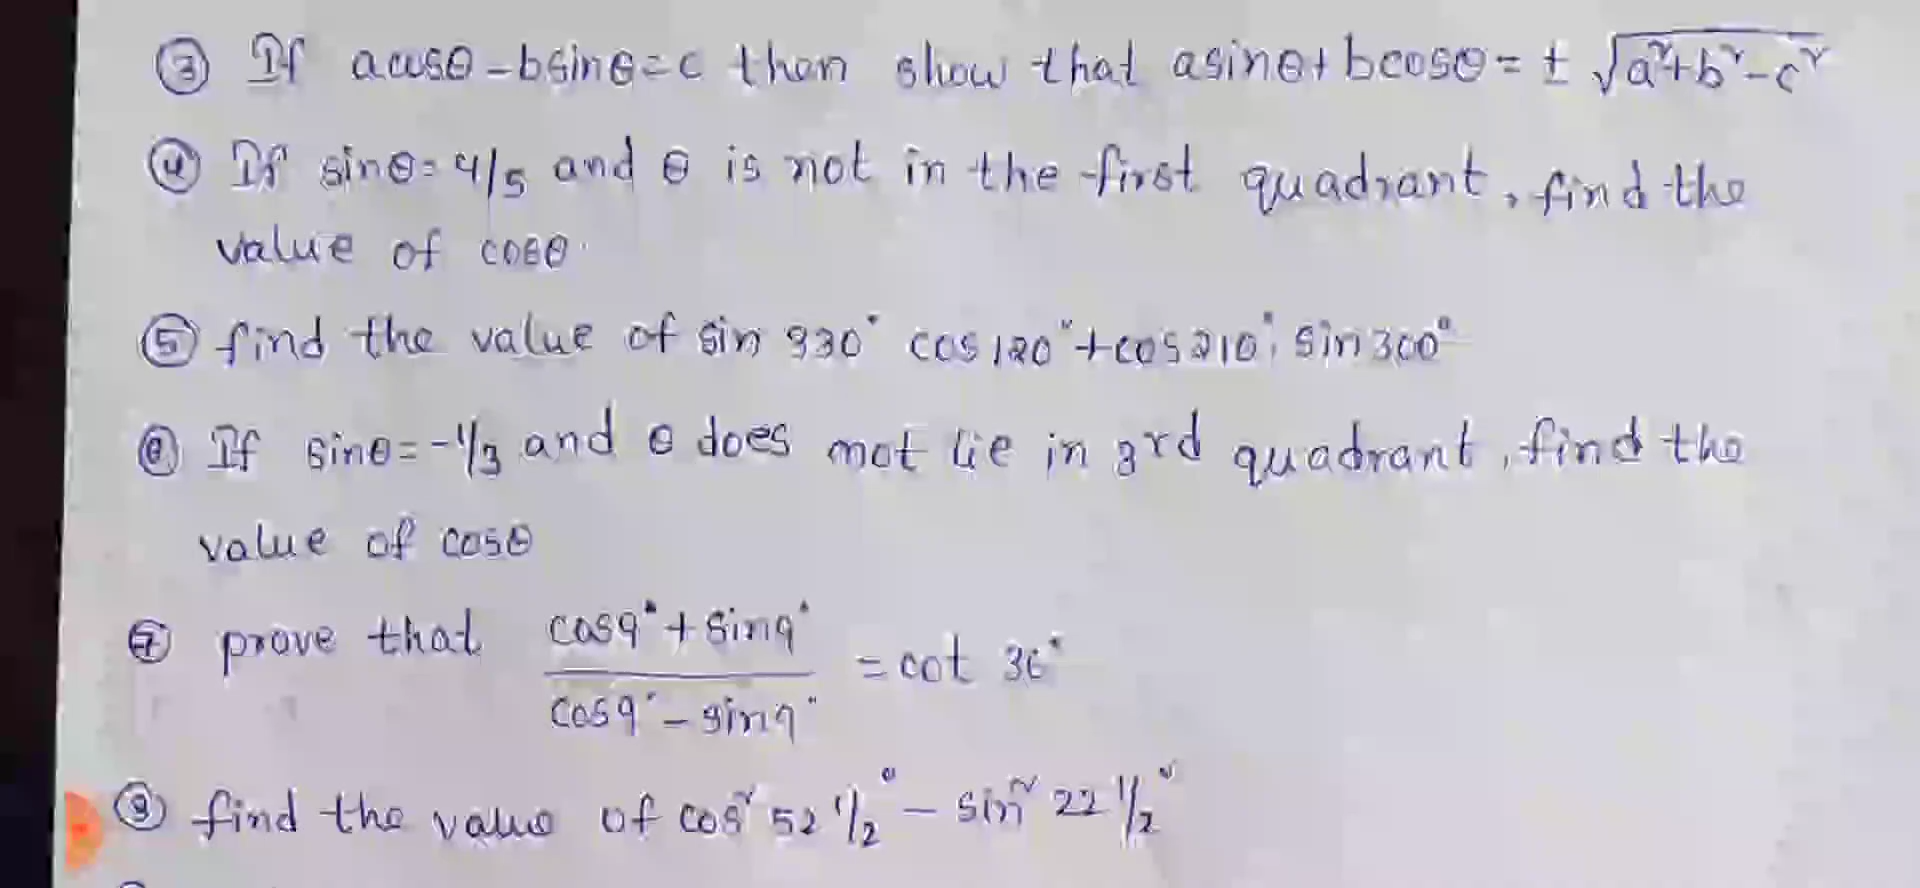 ③ If acosθ-bsinθ=c then show that asinθ+bcosθ=± √a²+b²-c²
④ If sinθ=4/5 and θ is not in the first quadrant, find the
value of cosθ.
⑤ find the value of sin 330° cos 120°+cos210°, sin300°
⑥ If sinθ=-1/3 and θ does not lie in 3rd quadrant, find the
value of cosθ
⑦ prove that cos9°+sin9° / cos9°-sin9° = cot 36°
⑧ find the value of cos² 52 1/2° - sin² 22 1/2°